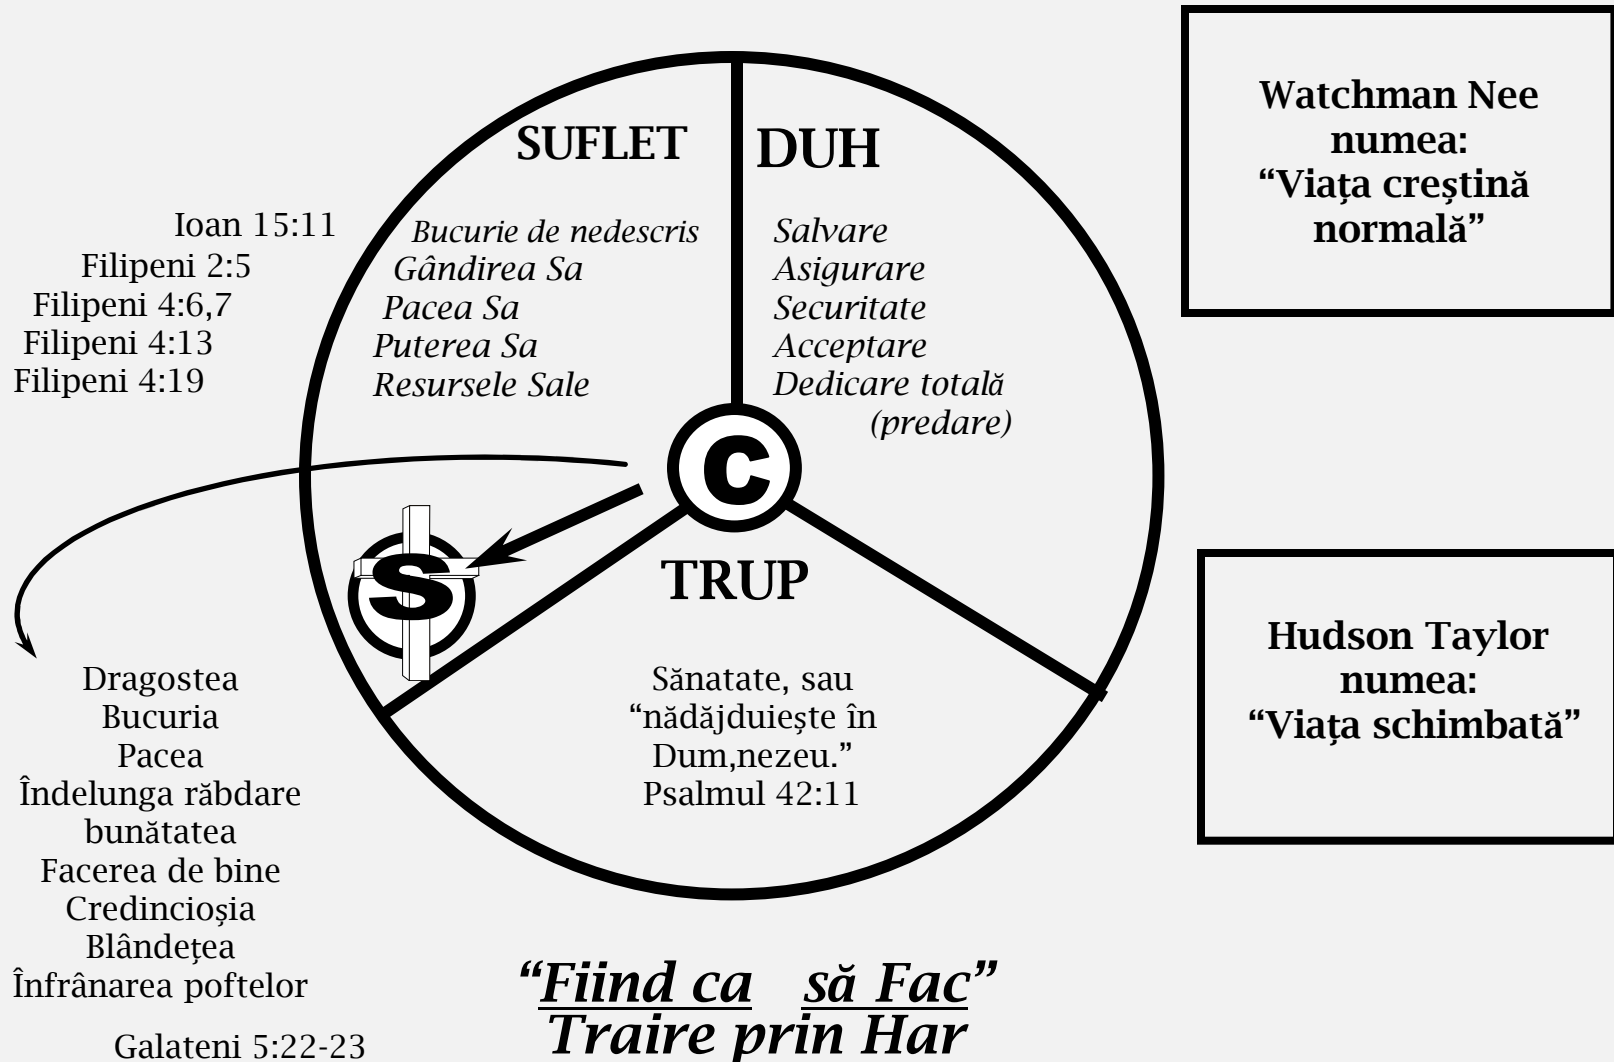 Watchman Nee
numea:
“Viața creștină
normală”
SUFLET
DUH
Ioan 15:11
Filipeni 2:5
Filipeni 4:6,7
Filipeni 4:13
Filipeni 4:19
Bucurie de nedescris
Gândirea Sa
Pacea Sa
Puterea Sa
Resursele Sale
Salvare
Asigurare
Securitate
Acceptare
Dedicare totală
(predare)
C
S
TRUP
Sănatate, sau
“nădăjduiește în
Dum,nezeu.”
Psalmul 42:11
Hudson Taylor
numea:
“Viața schimbată”
Dragostea
Bucuria
Pacea
Îndelunga răbdare
bunătatea
Facerea de bine
Credincioșia
Blândețea
Înfrânarea poftelor
Galateni 5:22-23
“Fiind ca să Fac”
Traire prin Har